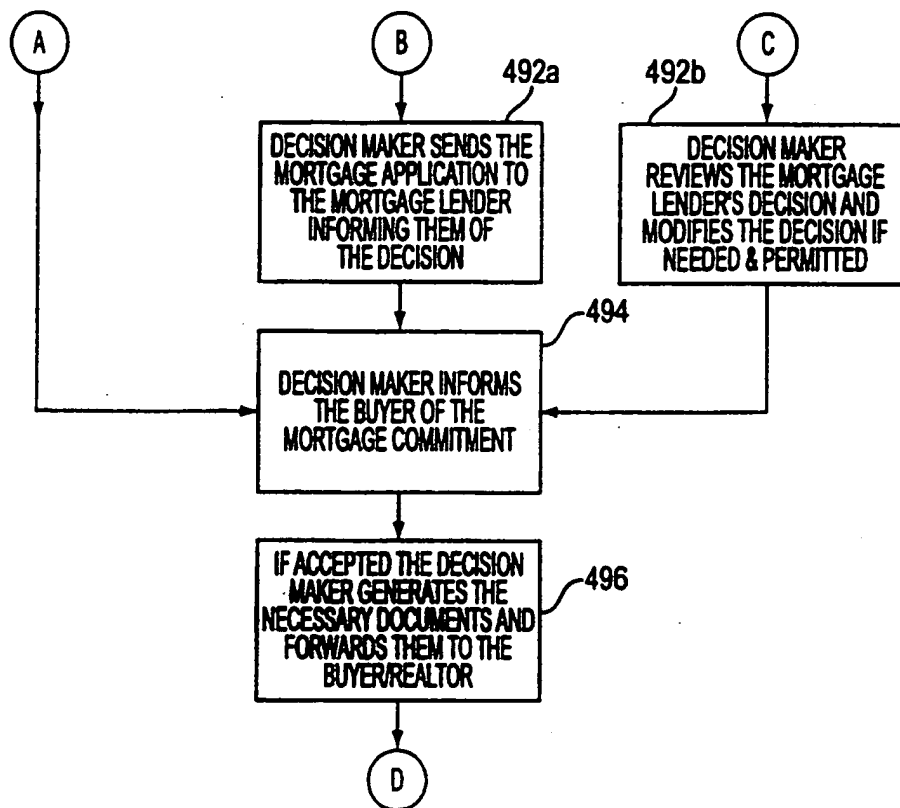 A
B
C
492a
492b
DECISION MAKER SENDS THE
MORTGAGE APPLICATION TO
THE MORTGAGE LENDER
INFORMING THEM OF
THE DECISION
DECISION MAKER
REVIEWS THE MORTGAGE
LENDER'S DECISION AND
MODIFIES THE DECISION IF
NEEDED & PERMITTED
494
DECISION MAKER INFORMS
THE BUYER OF THE
MORTGAGE COMMITMENT
IF ACCEPTED THE DECISION
MAKER GENERATES THE
NECESSARY DOCUMENTS AND
FORWARDS THEM TO THE
BUYER/REALTOR
496
D